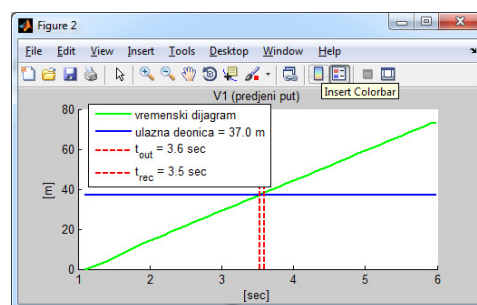 Figure 2
File Edit View Insert Tools Desktop Window Help
Insert Colorbar
V1 (predjeni put)
vremenski dijagram
ulazna deonica = 37.0 m
t_out = 3.6 sec
t_rec = 3.5 sec
80
60
40
20
0
[m]
1 2 3 4 5 6
[sec]